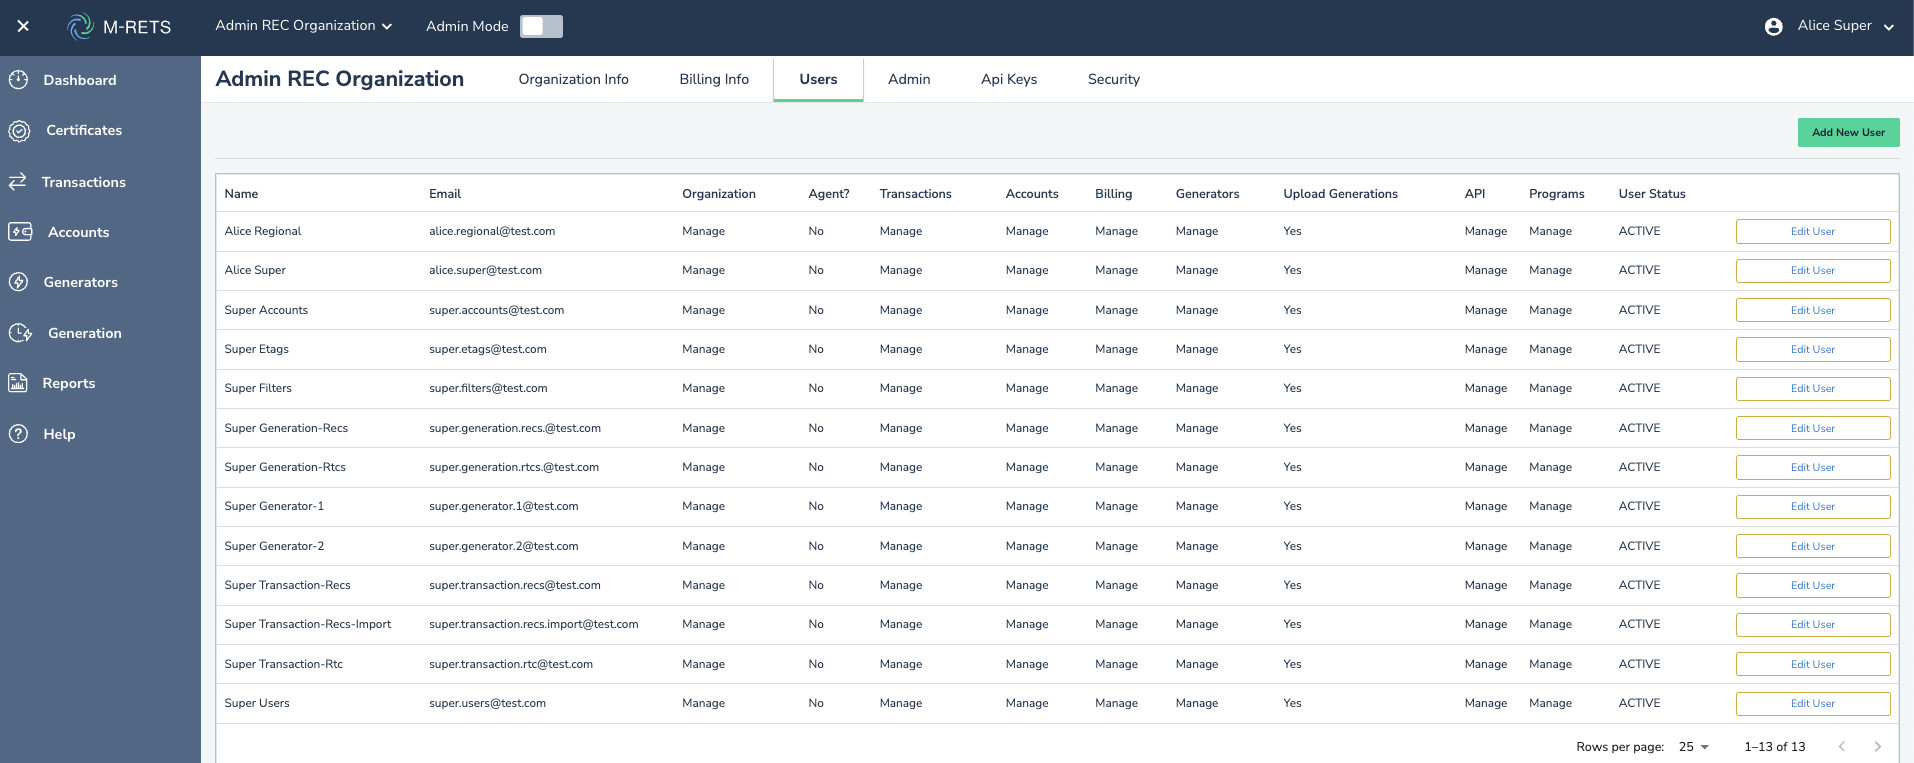 M-RETS Admin REC Organization Admin Mode Alice Super
Dashboard
Certificates
Transactions
Accounts
Generators
Generation
Reports
Help
Admin REC Organization Organization Info Billing Info Users Admin Api Keys Security
Add New User
Name Email Organization Agent? Transactions Accounts Billing Generators Upload Generations API Programs User Status
Alice Regional alice.regional@test.com Manage No Manage Manage Manage Manage Yes Manage Manage ACTIVE Edit User
Alice Super alice.super@test.com Manage No Manage Manage Manage Manage Yes Manage Manage ACTIVE Edit User
Super Accounts super.accounts@test.com Manage No Manage Manage Manage Manage Yes Manage Manage ACTIVE Edit User
Super Etags super.etags@test.com Manage No Manage Manage Manage Manage Yes Manage Manage ACTIVE Edit User
Super Filters super.filters@test.com Manage No Manage Manage Manage Manage Yes Manage Manage ACTIVE Edit User
Super Generation-Recs super.generation.recs.@test.com Manage No Manage Manage Manage Manage Yes Manage Manage ACTIVE Edit User
Super Generation-Rtcs super.generation.rtcs.@test.com Manage No Manage Manage Manage Manage Yes Manage Manage ACTIVE Edit User
Super Generator-1 super.generator.1@test.com Manage No Manage Manage Manage Manage Yes Manage Manage ACTIVE Edit User
Super Generator-2 super.generator.2@test.com Manage No Manage Manage Manage Manage Yes Manage Manage ACTIVE Edit User
Super Transaction-Recs super.transaction.recs@test.com Manage No Manage Manage Manage Manage Yes Manage Manage ACTIVE Edit User
Super Transaction-Recs-Import super.transaction.recs.import@test.com Manage No Manage Manage Manage Manage Yes Manage Manage ACTIVE Edit User
Super Transaction-Rtc super.transaction.rtc@test.com Manage No Manage Manage Manage Manage Yes Manage Manage ACTIVE Edit User
Super Users super.users@test.com Manage No Manage Manage Manage Manage Yes Manage Manage ACTIVE Edit User
Rows per page: 25 1–13 of 13